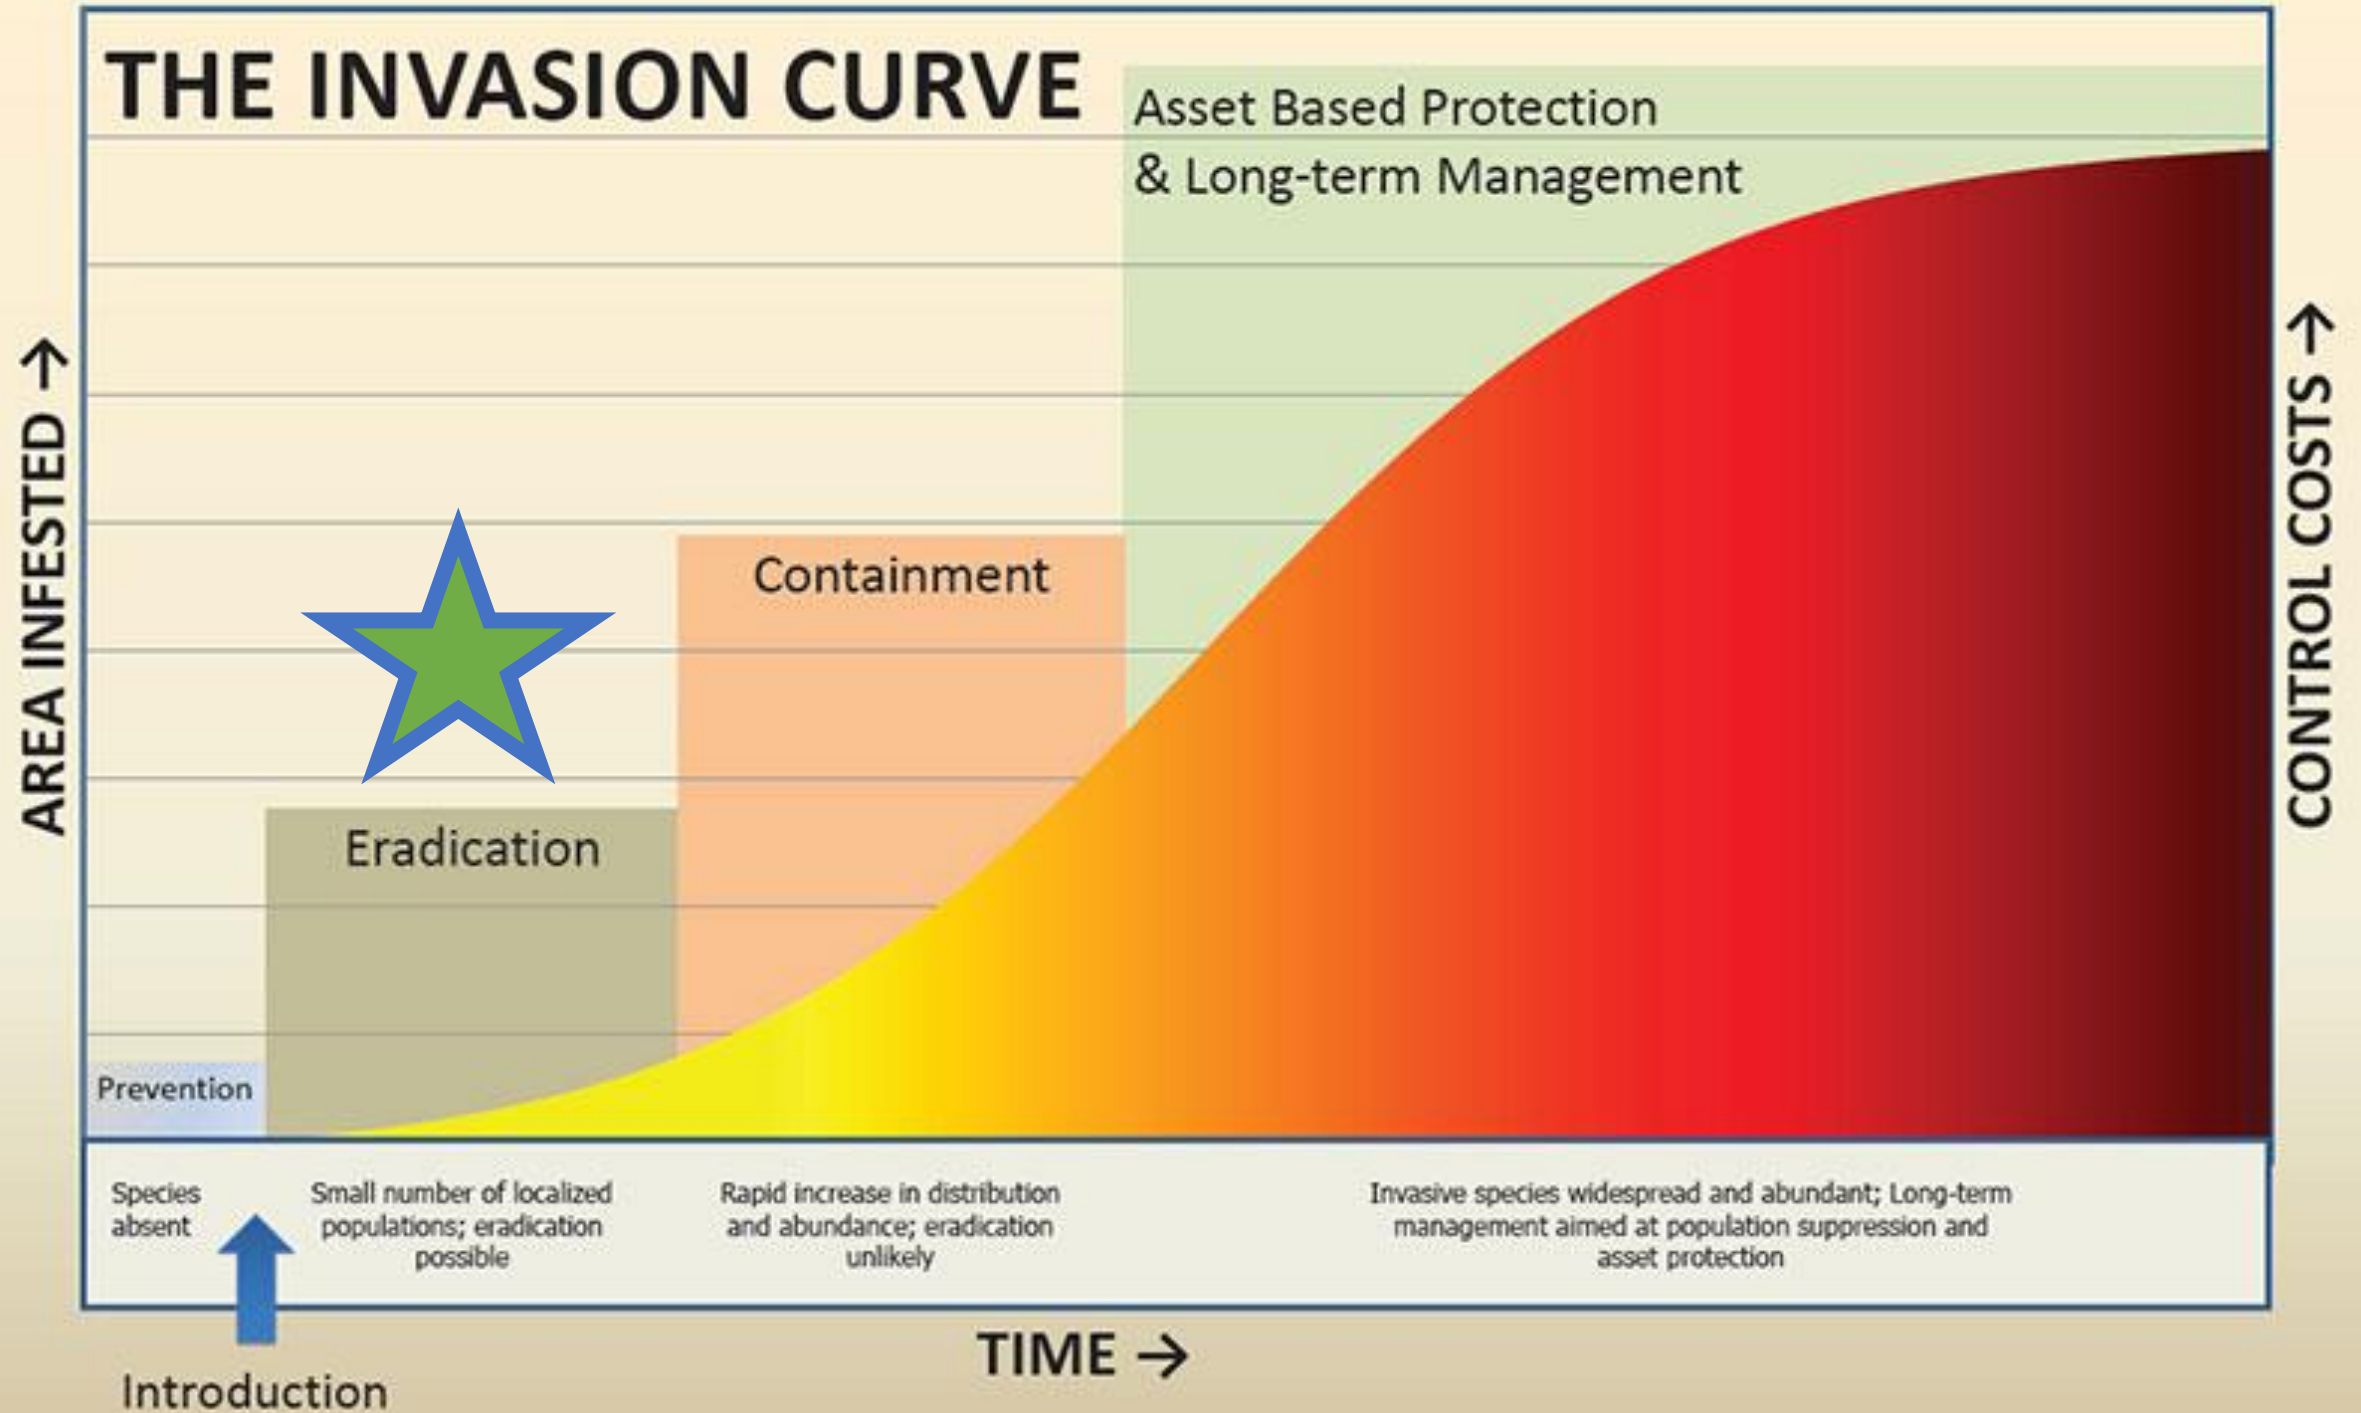 THE INVASION CURVE
Asset Based Protection
& Long-term Management
Containment
Eradication
Prevention
AREA INFESTED →
CONTROL COSTS →
Species
absent
Small number of localized
populations; eradication
possible
Rapid increase in distribution
and abundance; eradication
unlikely
Invasive species widespread and abundant; Long-term
management aimed at population suppression and
asset protection
TIME →
Introduction